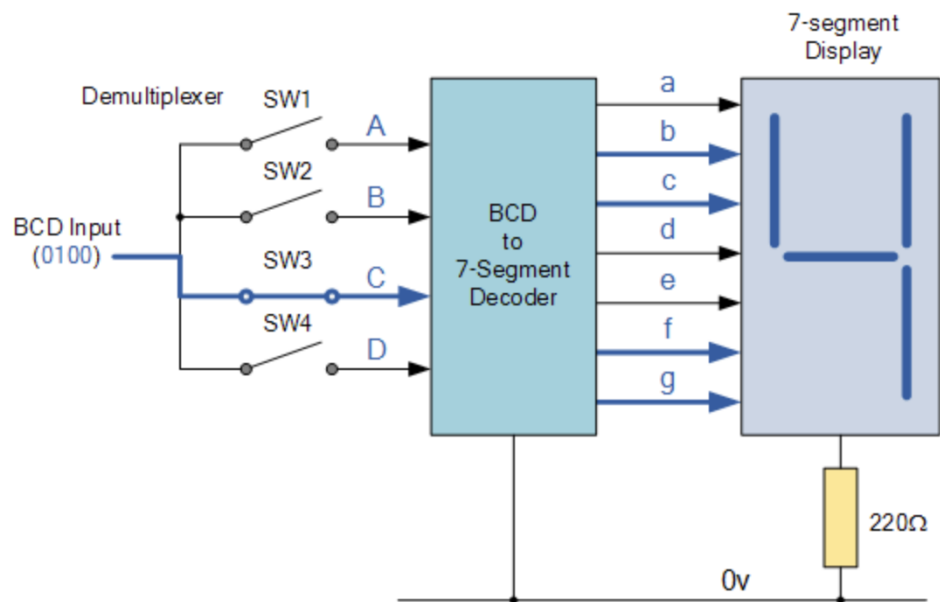 7-segment
Display
Demultiplexer
SW1
A
a
SW2
B
b
BCD Input
(0100)
SW3
C
c
SW4
D
d
BCD
to
7-Segment
Decoder
e
f
g
220Ω
0v